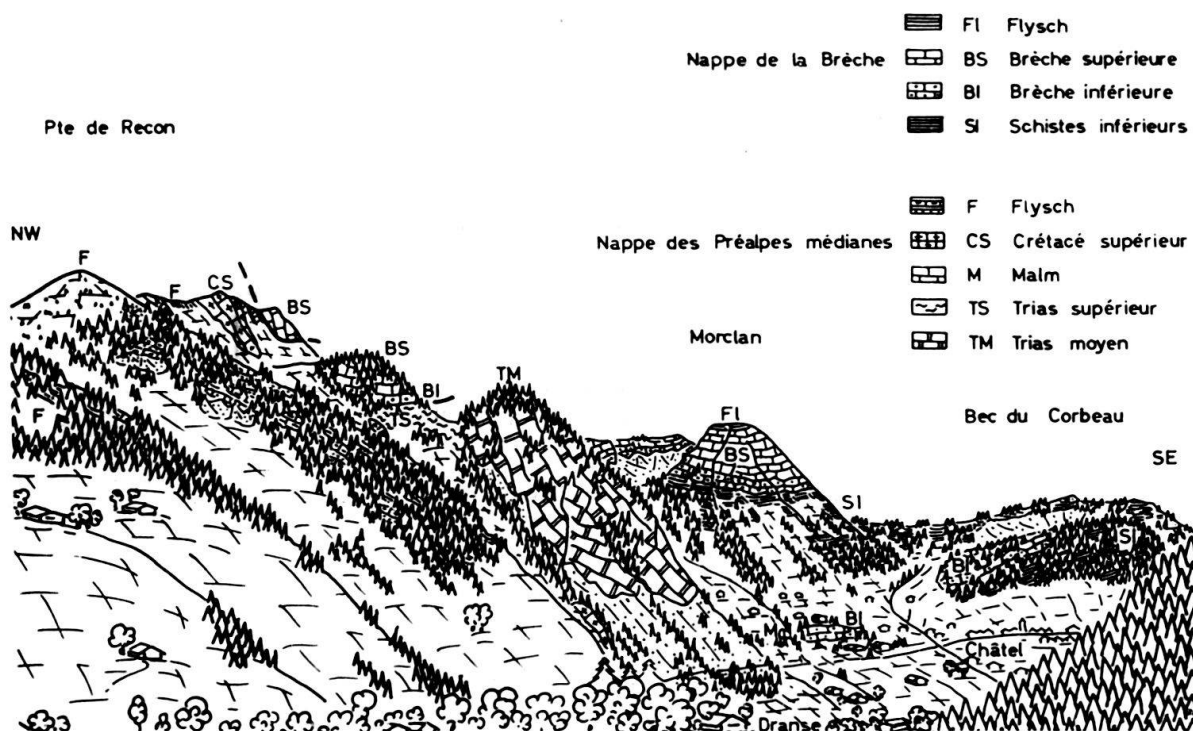 Fl Flysch
Nappe de la Brèche BS Brèche supérieure
BI Brèche inférieure
SI Schistes inférieurs
Pte de Recon
F Flysch
Nappe des Préalpes médianes CS Crétacé supérieur
M Malm
TS Trias supérieur
TM Trias moyen
NW
Morclan
Bec du Corbeau
SE
F
F
CS
BS
BS
BI
TS
TM
Fl
BS
SI
F
M
BI
SI
M
BI
Châtel
Dranse